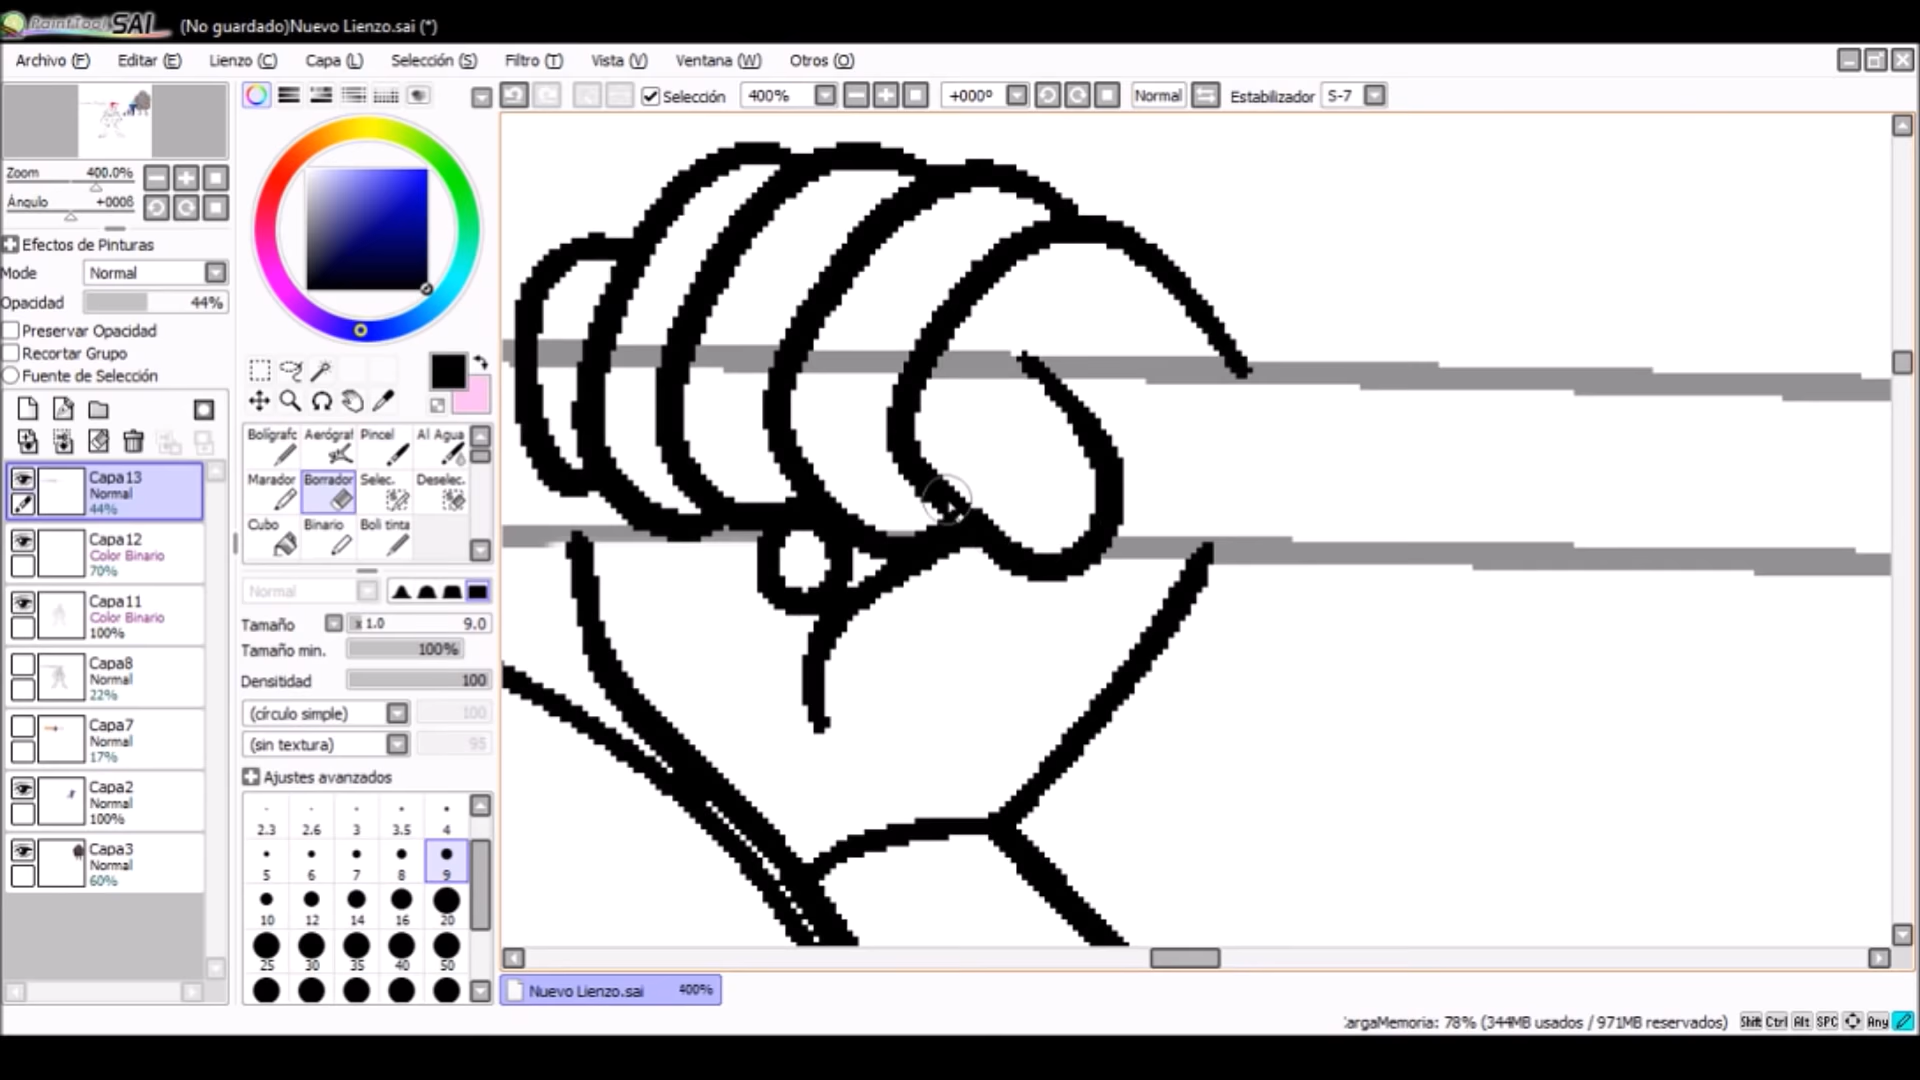 PaintTool SAI (No guardado)Nuevo Lienzo.sai (*)
Archivo (F) Editar (E) Lienzo (C) Capa (L) Selección (S) Filtro (T) Vista (V) Ventana (W) Otros (O)
Selección 400% +000º Normal Estabilizador S-7
Zoom 400.0%
Ángulo +000ß
Efectos de Pinturas
Mode Normal
Opacidad 44%
Preservar Opacidad
Recortar Grupo
Fuente de Selección
Capa13
Normal
44%
Capa12
Color Binario
70%
Capa11
Color Binario
100%
Capa8
Normal
22%
Capa7
Normal
17%
Capa2
Normal
100%
Capa3
Normal
60%
Bolígrafc Aerógraf Pincel Al Agua
Marador Borrador Selec. Deselec.
Cubo Binario Boli tinta
Normal
Tamaño x 1.0 9.0
Tamaño min. 100%
Densitidad 100
(círculo simple) 100
(sin textura) 95
Ajustes avanzados
2.3 2.6 3 3.5 4
5 6 7 8 9
10 12 14 16 20
25 30 35 40 50
Nuevo Lienzo.sai 400%
argaMemoria: 78% (344MB usados / 971MB reservados) Shift Ctrl Alt SPC Any